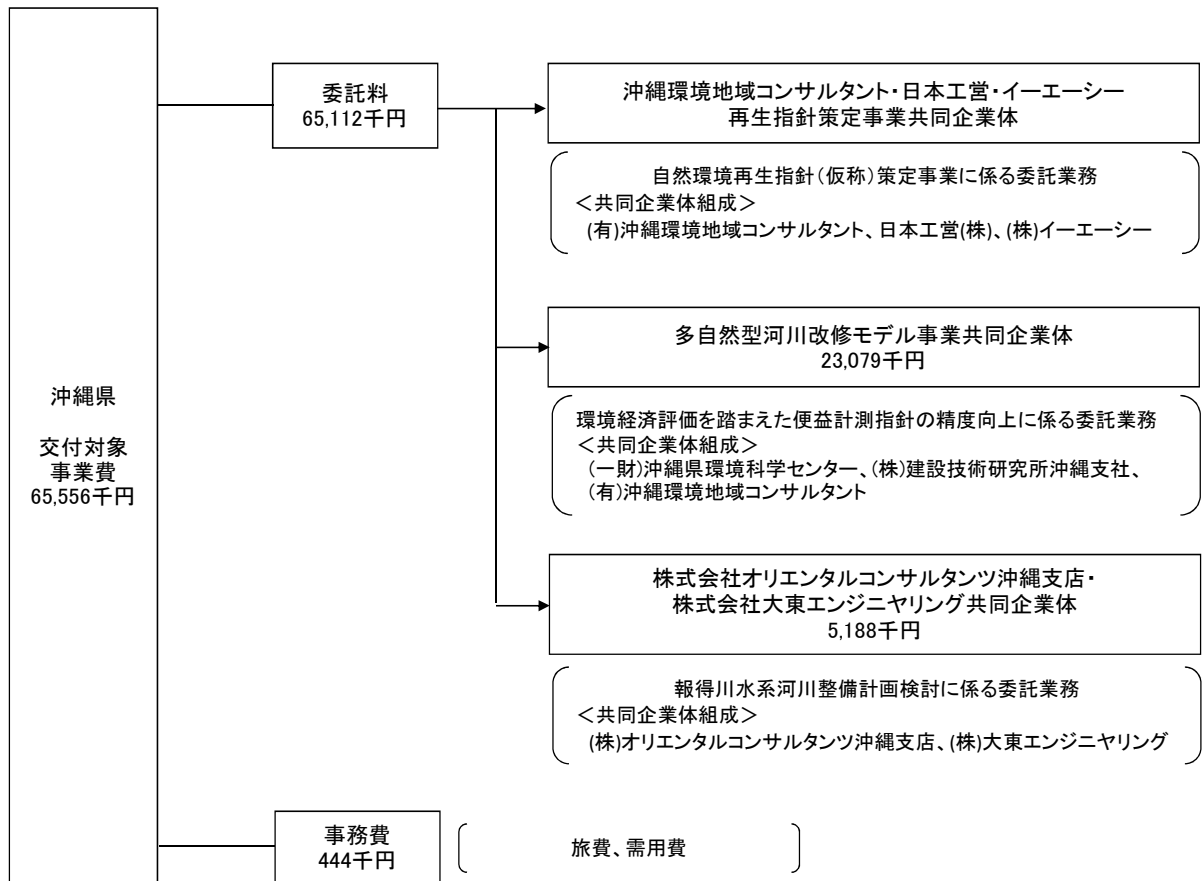 沖縄県
交付対象
事業費
65,556千円
委託料
65,112千円
沖縄環境地域コンサルタント・日本工営・イーエーシー
再生指針策定事業共同企業体
自然環境再生指針(仮称)策定事業に係る委託業務
<共同企業体組成>
(有)沖縄環境地域コンサルタント、日本工営(株)、(株)イーエーシー
多自然型河川改修モデル事業共同企業体
23,079千円
環境経済評価を踏まえた便益計測指針の精度向上に係る委託業務
<共同企業体組成>
(一財)沖縄県環境科学センター、(株)建設技術研究所沖縄支社、
(有)沖縄環境地域コンサルタント
株式会社オリエンタルコンサルタンツ沖縄支店・
株式会社大東エンジニヤリング共同企業体
5,188千円
報得川水系河川整備計画検討に係る委託業務
<共同企業体組成>
(株)オリエンタルコンサルタンツ沖縄支店、(株)大東エンジニヤリング
事務費
444千円
旅費、需用費